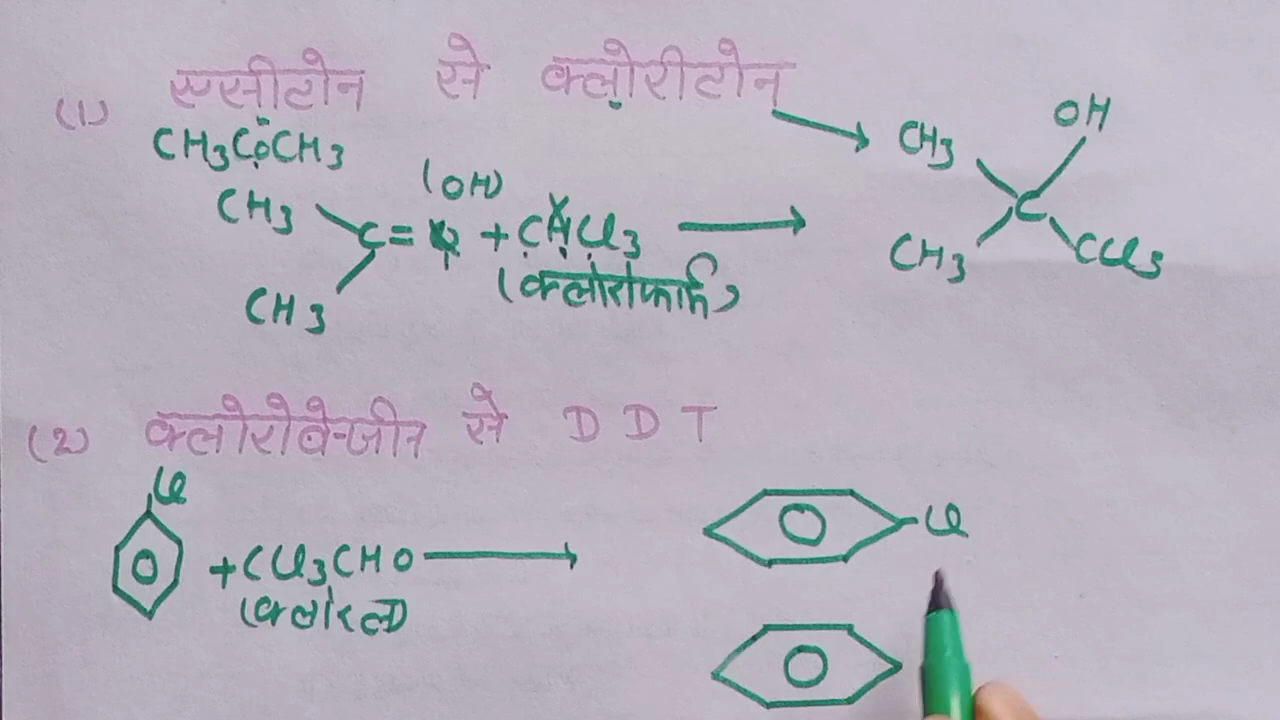 (1) एसीटोन से क्लोरीटोन
CH3COCH3
CH3 C= (OH) + CHCl3 CH3
(क्लोरोफार्म)
CH3 OH C CH3 CCl3
(2) क्लोरोबेन्जीन से DDT
Cl
+ CCl3CHO
(क्लोरल)
Cl